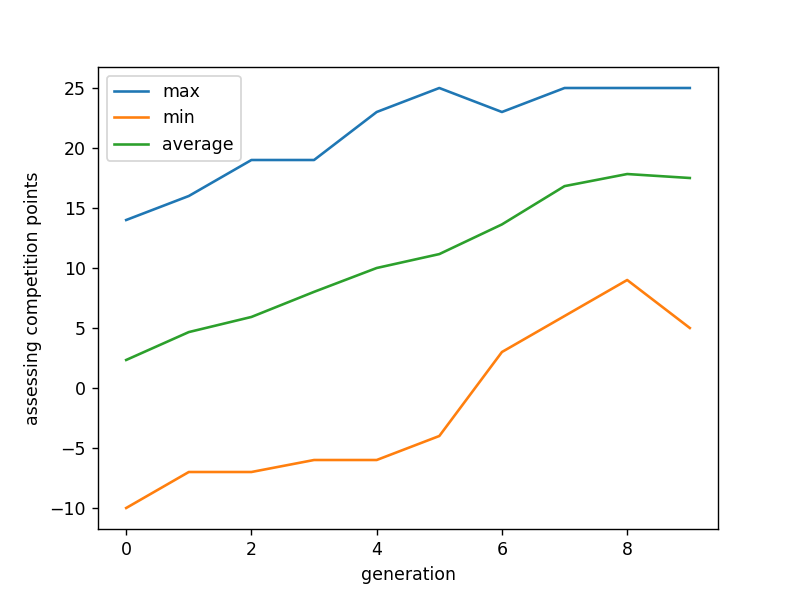 25
20
15
10
5
0
−5
−10
assessing competition points
max
min
average
0 2 4 6 8
generation